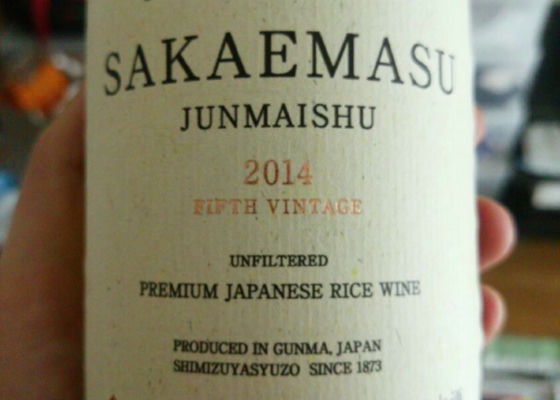 SAKAEMASU
JUNMAISHU
2014
FIFTH VINTAGE
UNFILTERED
PREMIUM JAPANESE RICE WINE
PRODUCED IN GUNMA, JAPAN
SHIMIZUYASYUZO SINCE 1873